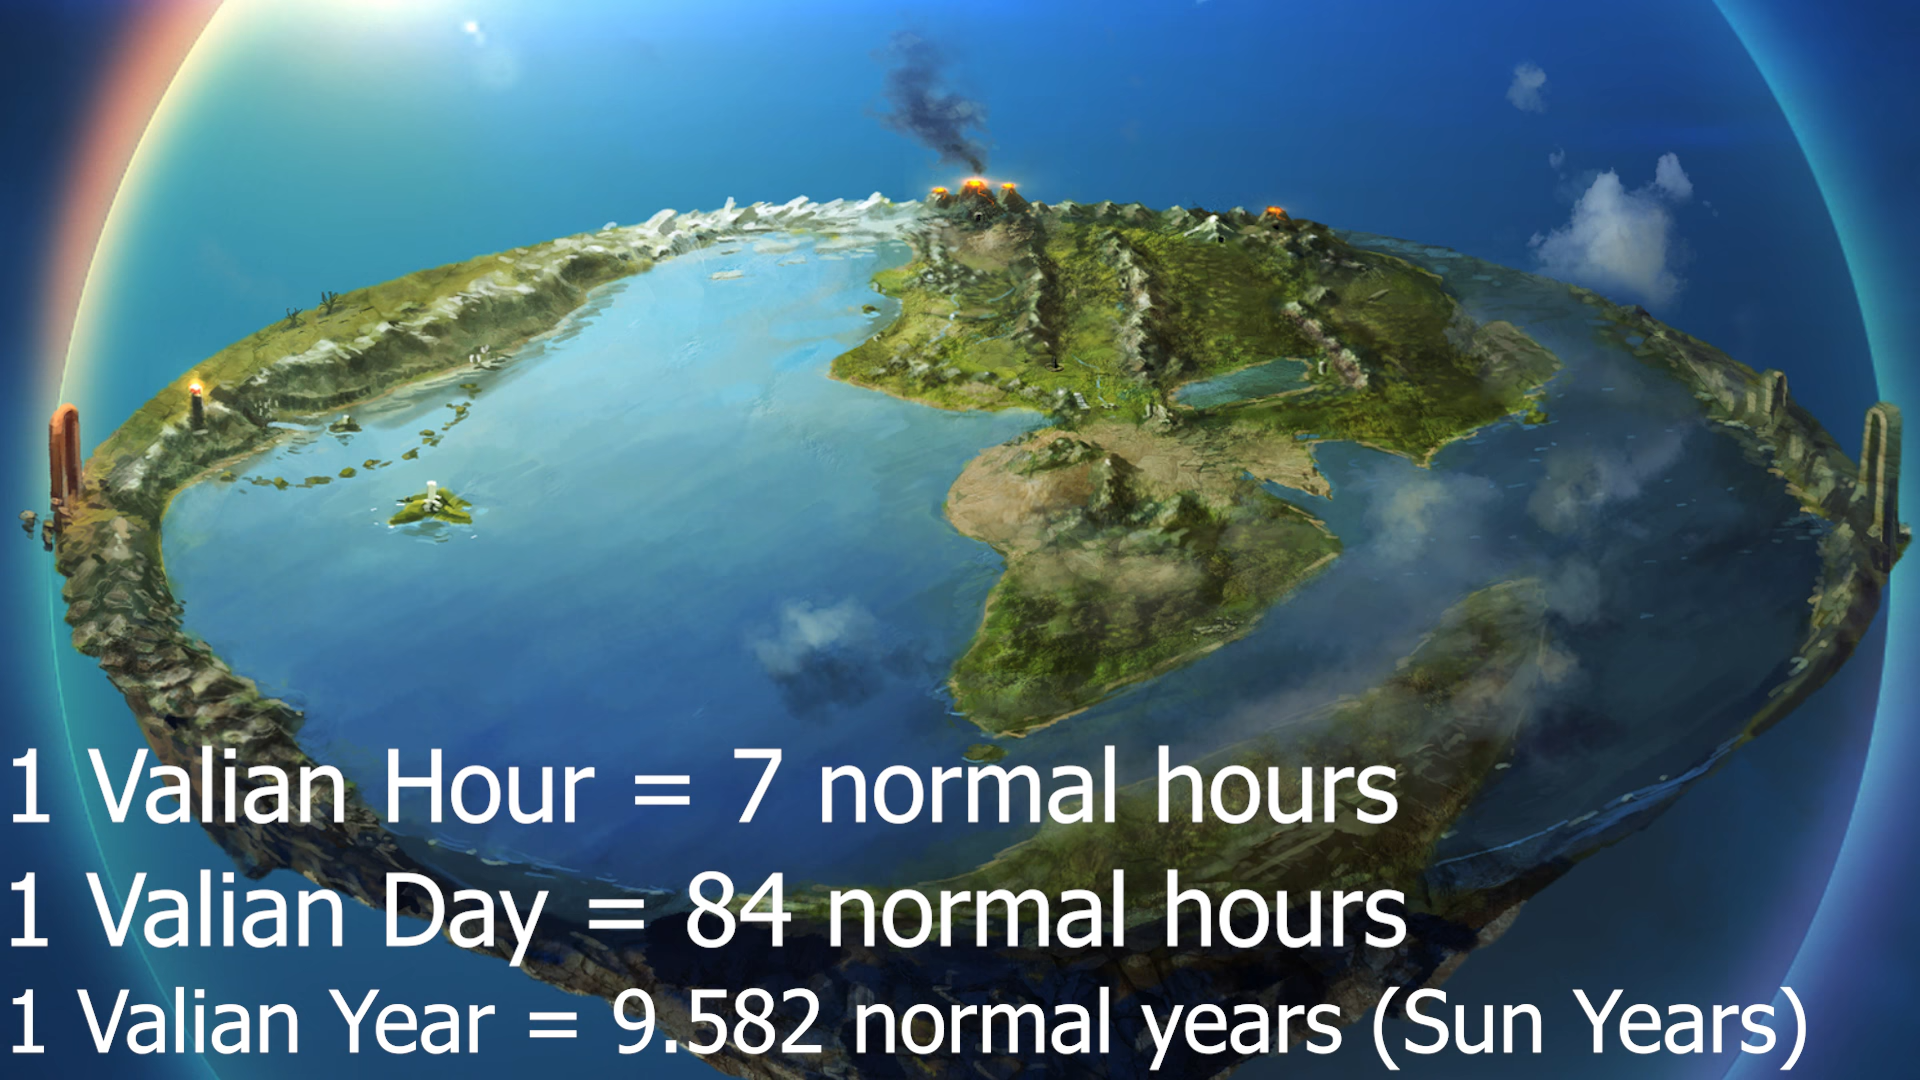 1 Valian Hour = 7 normal hours
1 Valian Day = 84 normal hours
1 Valian Year = 9.582 normal years (Sun Years)